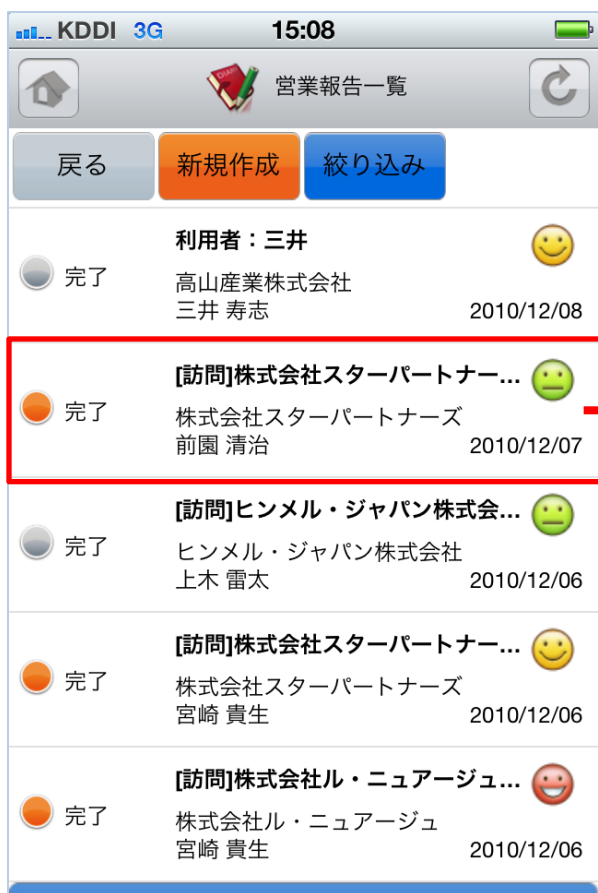 KDDI 3G 15:08
営業報告一覧
戻る 新規作成 絞り込み
利用者：三井
完了
高山産業株式会社
三井 寿志 2010/12/08
[訪問]株式会社スターパートナー...
完了
株式会社スターパートナーズ
前園 清治 2010/12/07
[訪問]ヒンメル・ジャパン株式会...
完了
ヒンメル・ジャパン株式会社
上木 雷太 2010/12/06
[訪問]株式会社スターパートナー...
完了
株式会社スターパートナーズ
宮崎 貴生 2010/12/06
[訪問]株式会社ル・ニュアージュ...
完了
株式会社ル・ニュアージュ
宮崎 貴生 2010/12/06